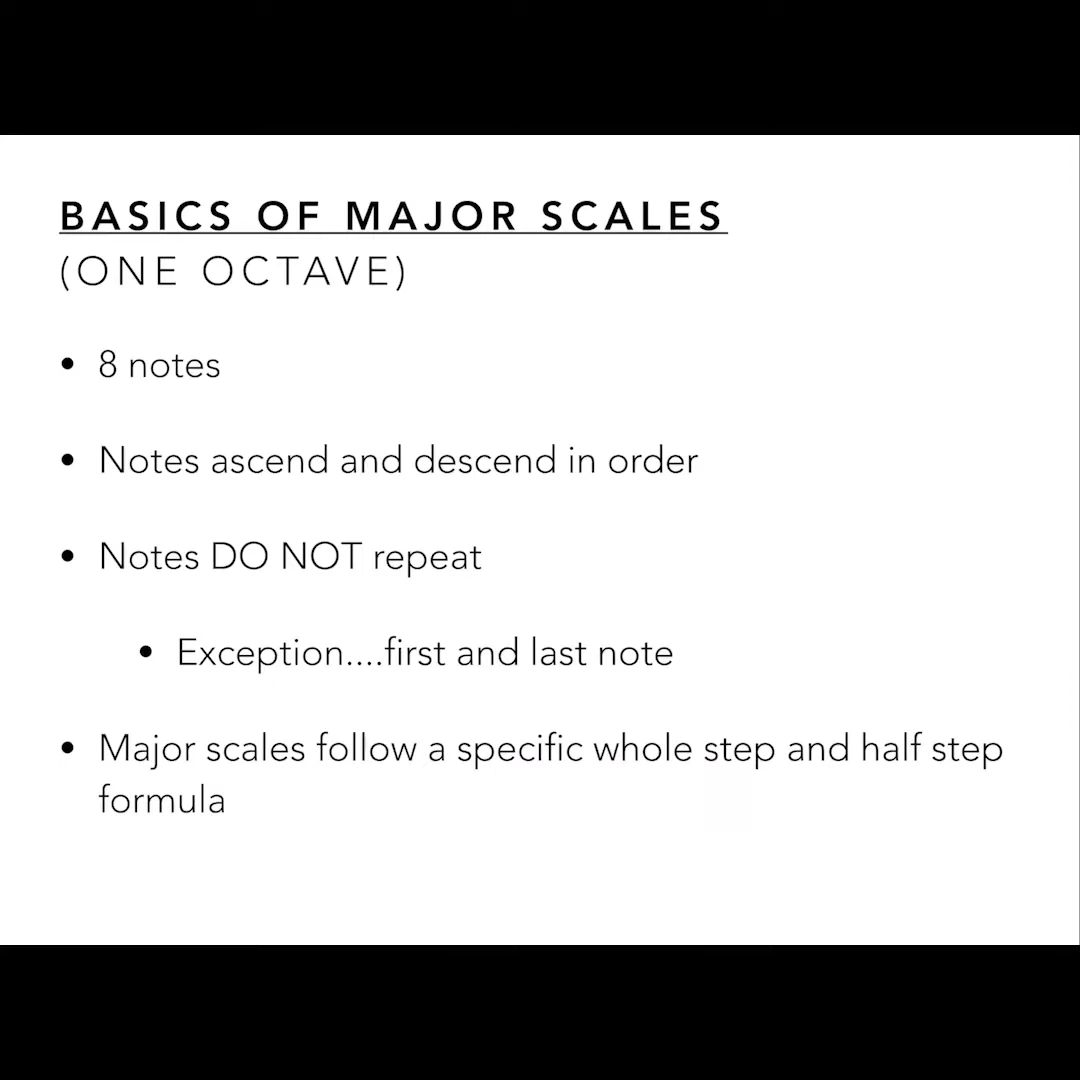 BASICS OF MAJOR SCALES
(ONE OCTAVE)
• 8 notes
• Notes ascend and descend in order
• Notes DO NOT repeat
• Exception....first and last note
• Major scales follow a specific whole step and half step
formula